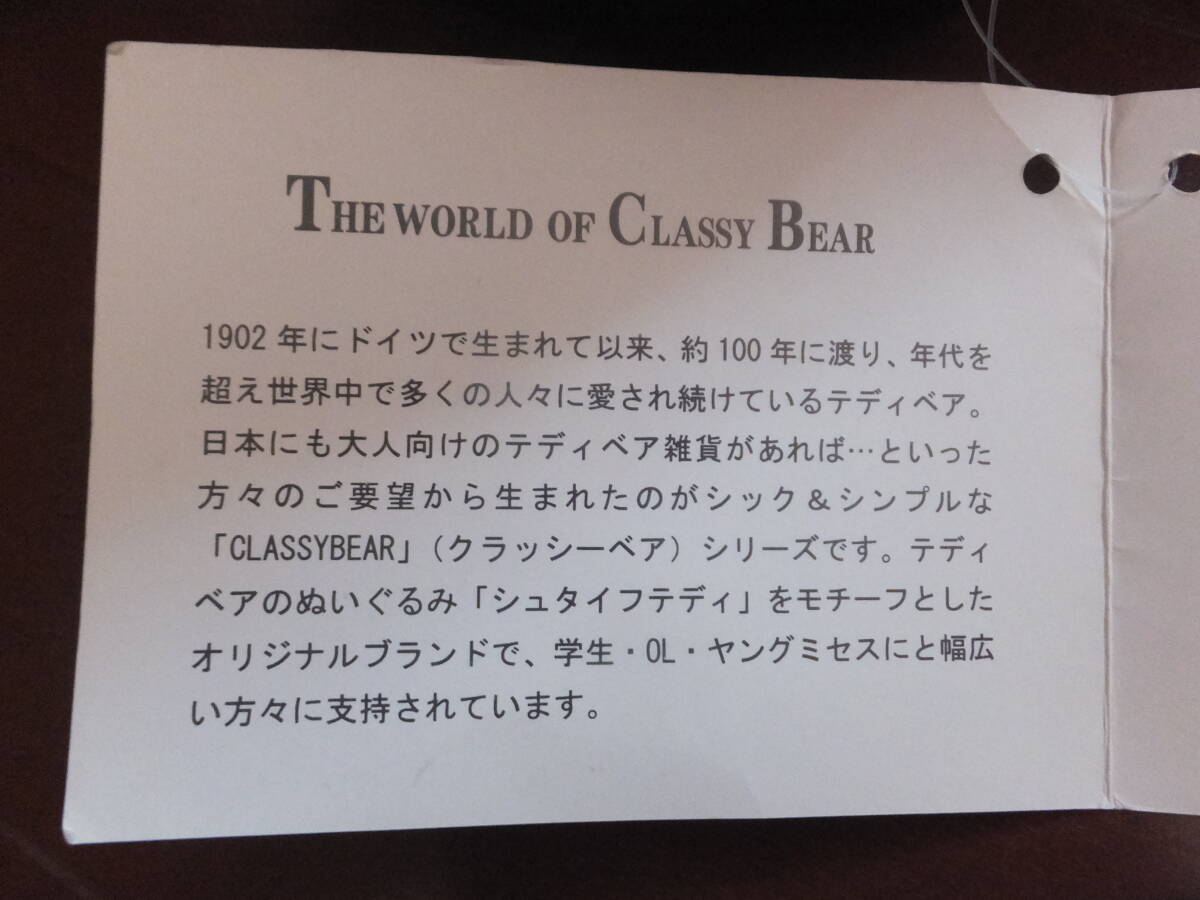 THE WORLD OF CLASSY BEAR
1902年にドイツで生まれて以来、約100年に渡り、年代を
超え世界中で多くの人々に愛され続けているテディベア。
日本にも大人向けのテディベア雑貨があれば…といった
方々のご要望から生まれたのがシック＆シンプルな
「CLASSYBEAR」（クラッシーベア）シリーズです。テディ
ベアのぬいぐるみ「シュタイフテディ」をモチーフとした
オリジナルブランドで、学生・OL・ヤングミセスにと幅広
い方々に支持されています。